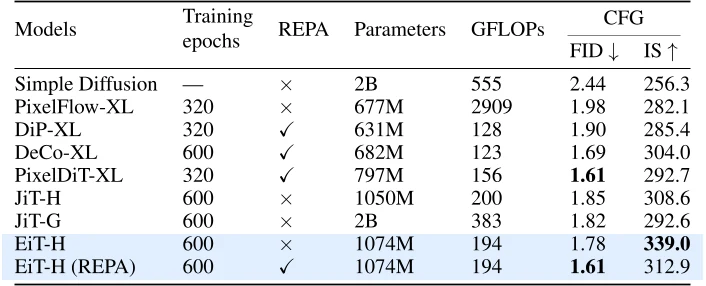 Models Training epochs REPA Parameters GFLOPs CFG
FID ↓ IS ↑
Simple Diffusion — × 2B 555 2.44 256.3
PixelFlow-XL 320 × 677M 2909 1.98 282.1
DiP-XL 320 ✓ 631M 128 1.90 285.4
DeCo-XL 600 ✓ 682M 123 1.69 304.0
PixelDiT-XL 320 ✓ 797M 156 1.61 292.7
JiT-H 600 × 1050M 200 1.85 308.6
JiT-G 600 × 2B 383 1.82 292.6
EiT-H 600 × 1074M 194 1.78 339.0
EiT-H (REPA) 600 ✓ 1074M 194 1.61 312.9